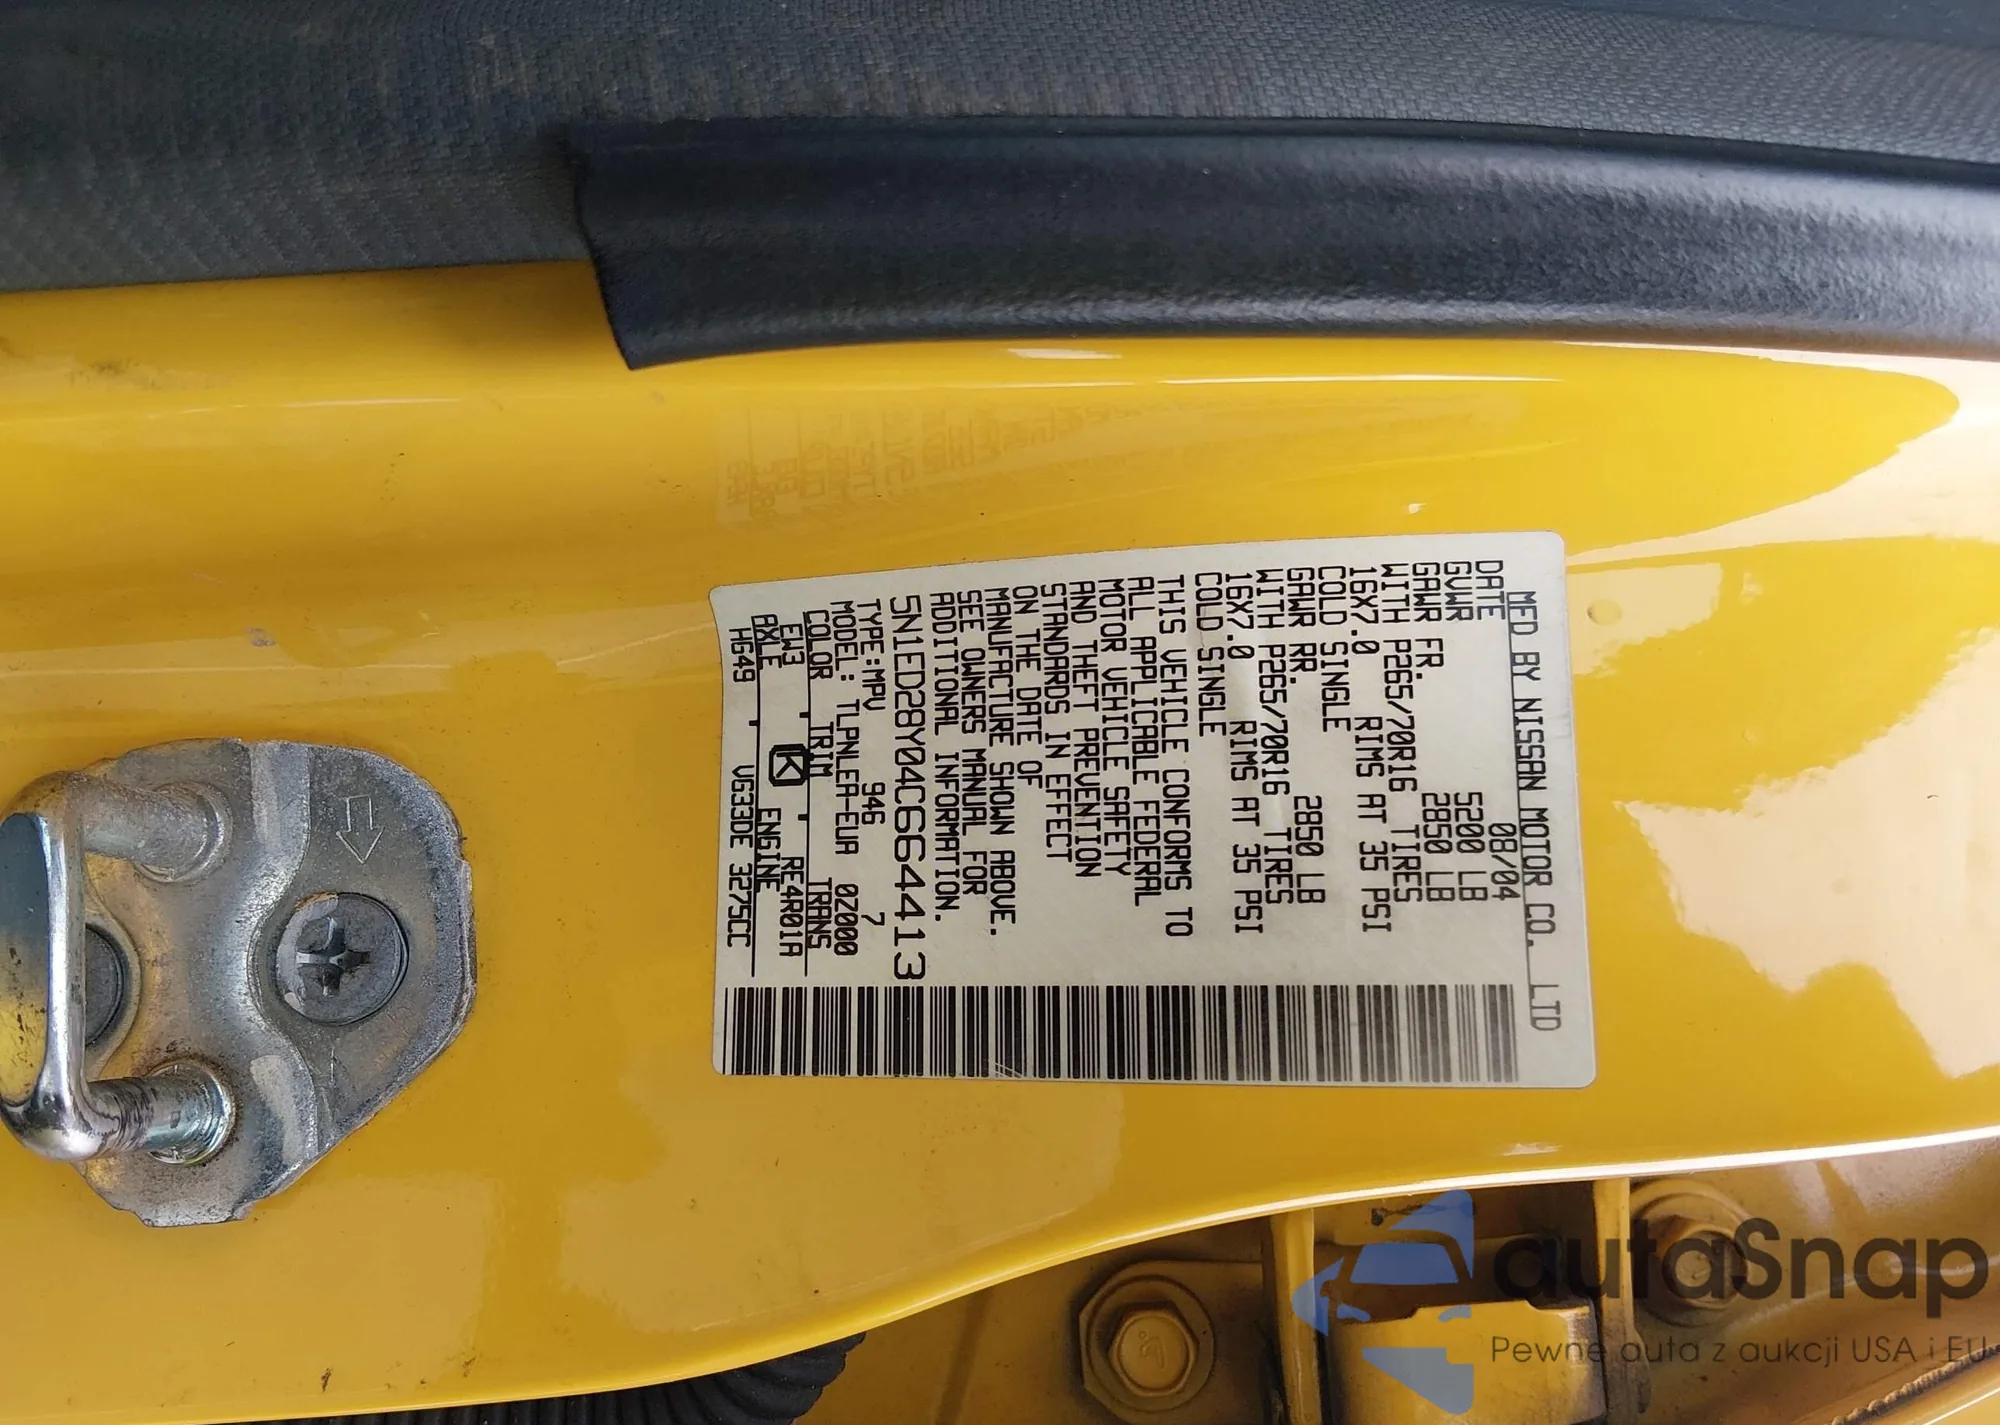 MFD BY NISSAN MOTOR CO. LTD
DATE 08/04
GVWR 5200 LB
GAWR FR. 2850 LB
WITH P265/70R16 TIRES
16X7.0 RIMS AT 35 PSI
COLD SINGLE
GAWR RR. 2850 LB
WITH P265/70R16 TIRES
16X7.0 RIMS AT 35 PSI
COLD SINGLE
THIS VEHICLE CONFORMS TO
ALL APPLICABLE FEDERAL
MOTOR VEHICLE SAFETY
AND THEFT PREVENTION
STANDARDS IN EFFECT
ON THE DATE OF
MANUFACTURE SHOWN ABOVE.
SEE OWNERS MANUAL FOR
ADDITIONAL INFORMATION.
5N1ED28Y04C664413
TYPE:MPV 946 7
MODEL: TLPNLEA-EUA 0Z000
COLOR TRIM TRANS
EW3 K RE4R01A
AXLE ENGINE
HG49 VG33DE 3275CC
autaSnap
Pewne auta z aukcji USA i EU